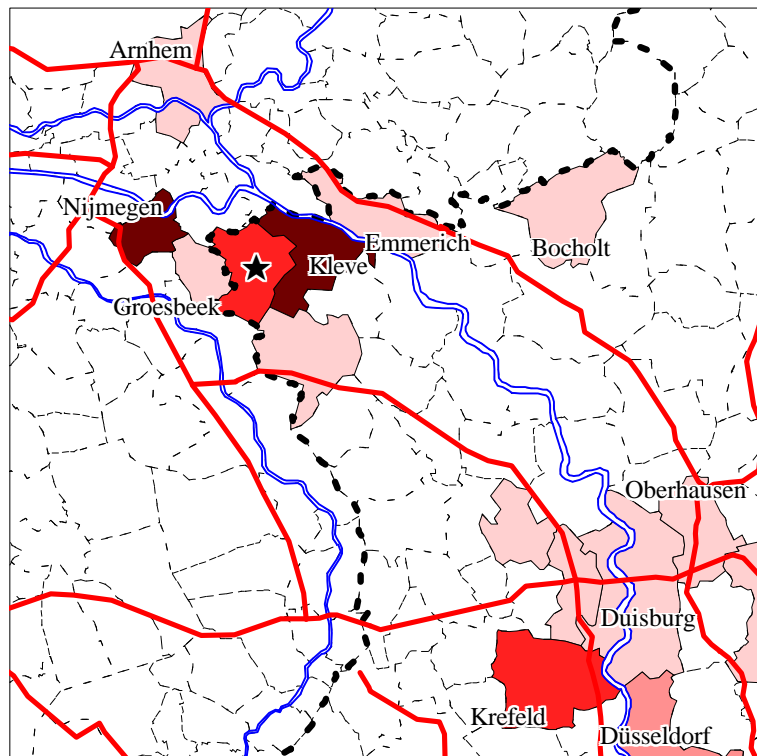 Arnhem
Nijmegen
Emmerich
Bocholt
Kleve
Groesbeek
Oberhausen
Duisburg
Krefeld
Düsseldorf